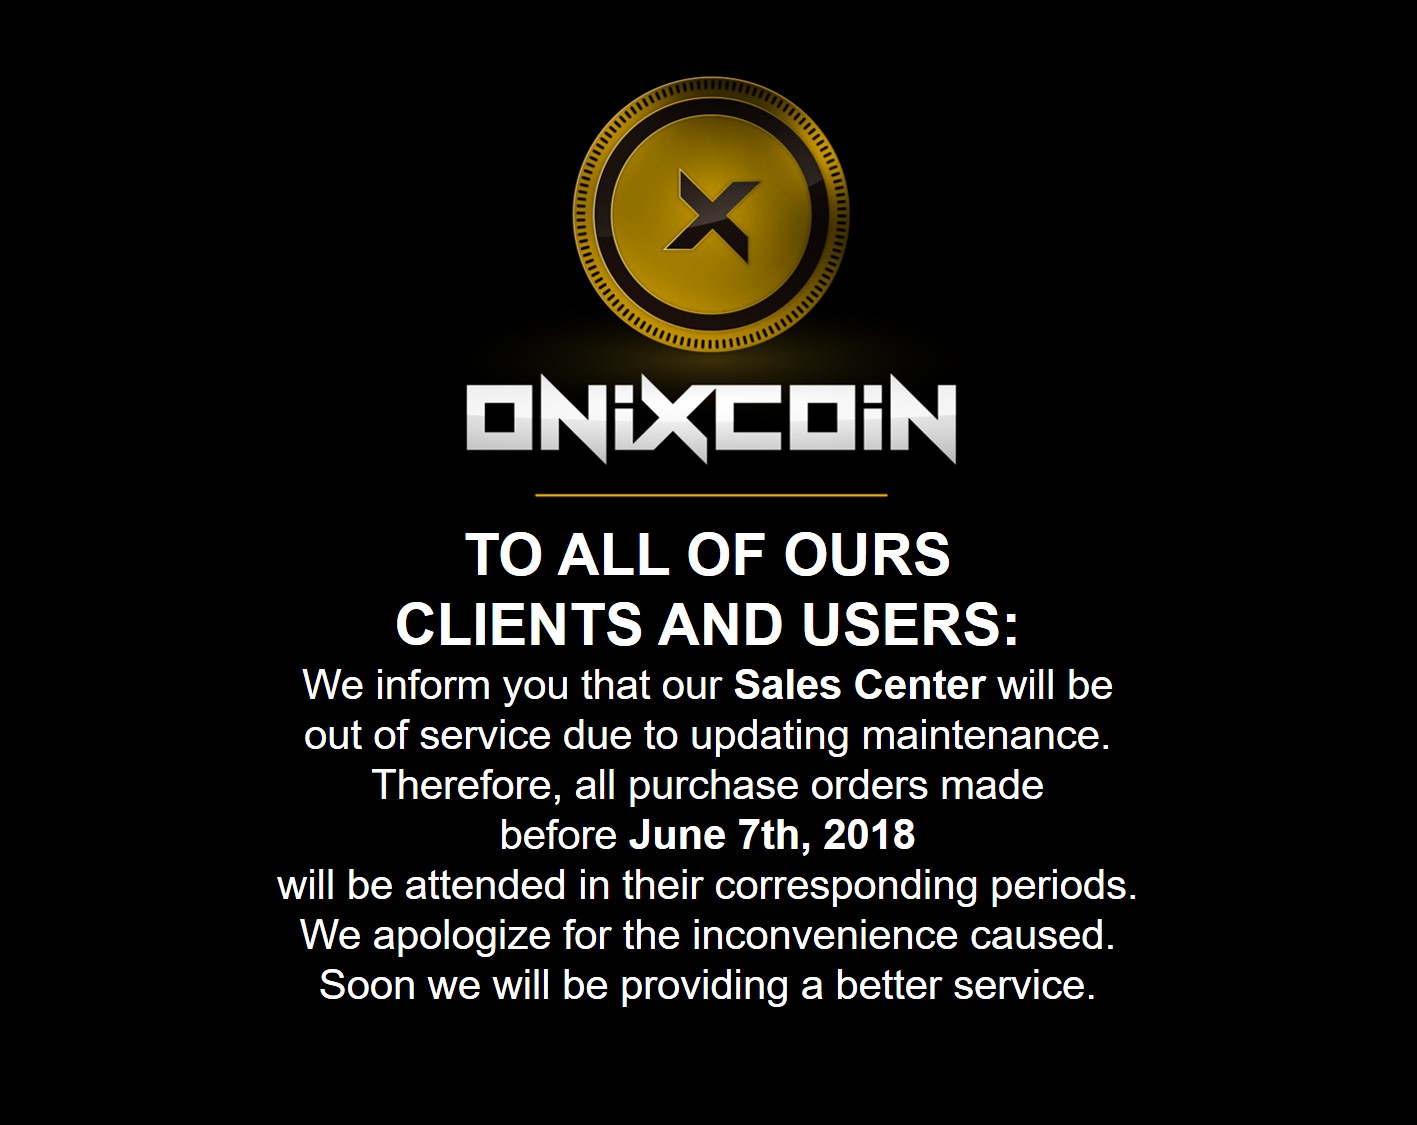 ONiXCOiN
TO ALL OF OURS
CLIENTS AND USERS:
We inform you that our Sales Center will be
out of service due to updating maintenance.
Therefore, all purchase orders made
before June 7th, 2018
will be attended in their corresponding periods.
We apologize for the inconvenience caused.
Soon we will be providing a better service.